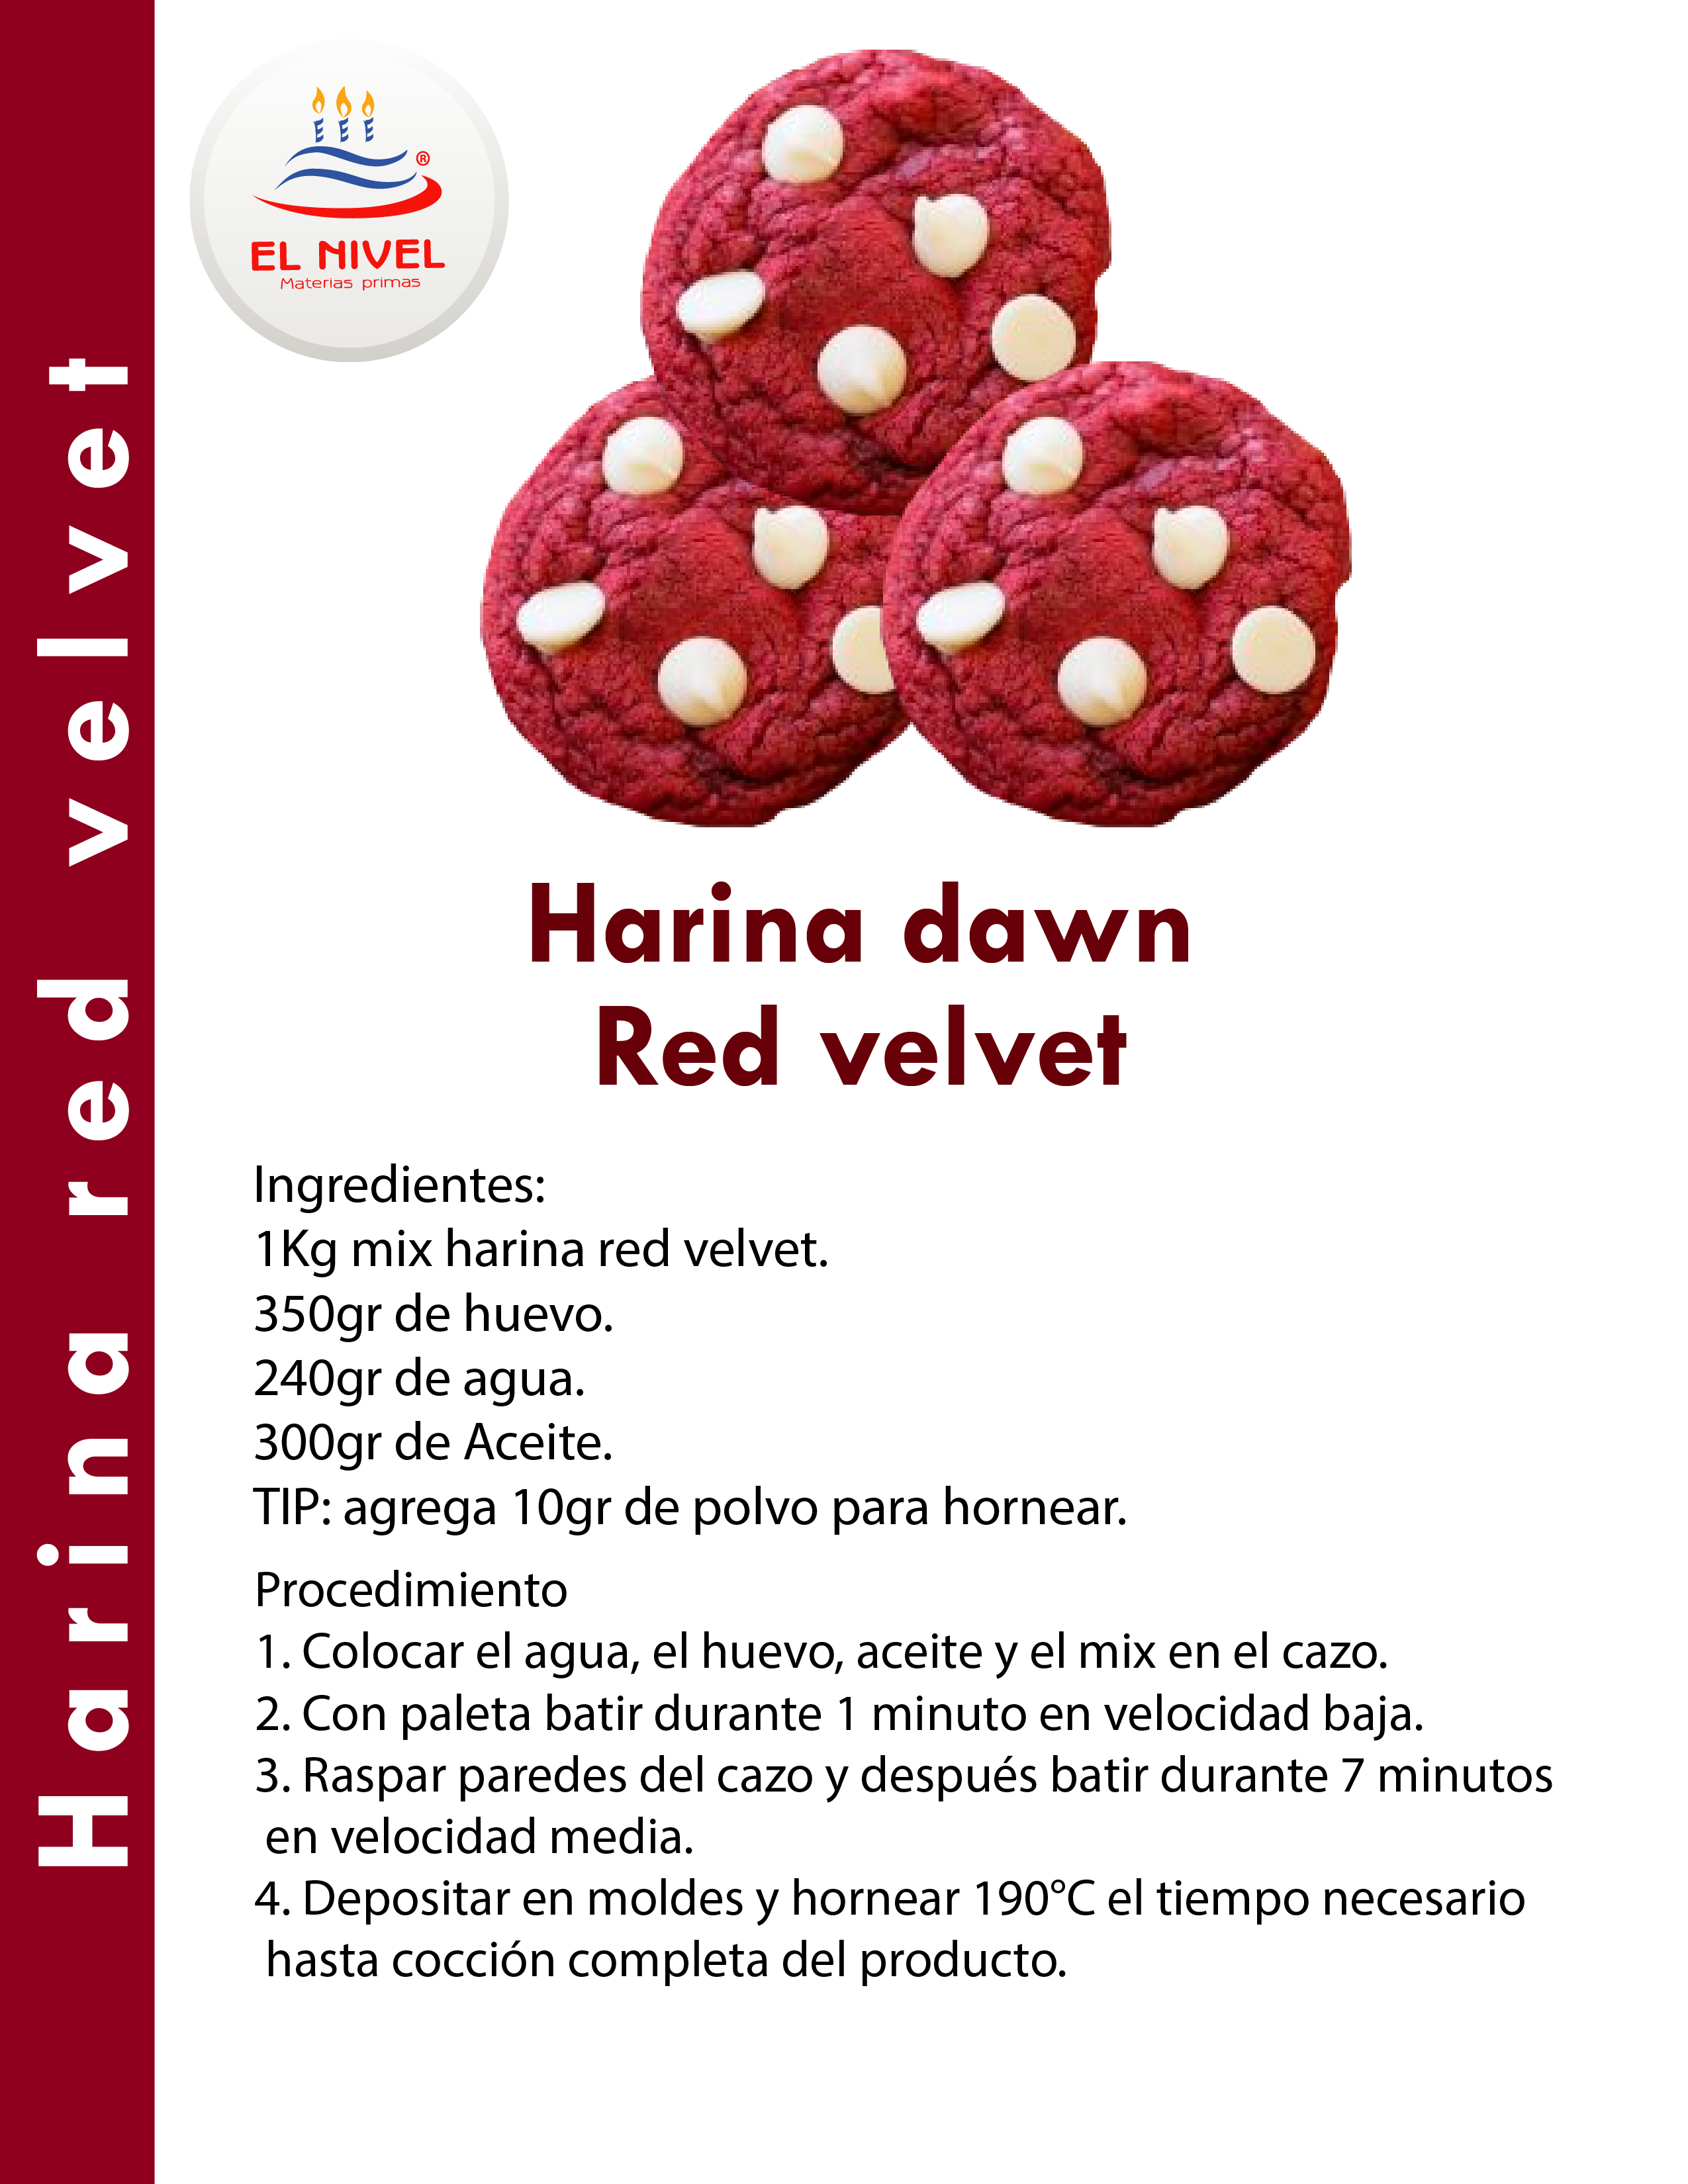 Harina red velvet
®
EL NIVEL
Materias primas
Harina dawn
Red velvet
Ingredientes:
1Kg mix harina red velvet.
350gr de huevo.
240gr de agua.
300gr de Aceite.
TIP: agrega 10gr de polvo para hornear.
Procedimiento
1. Colocar el agua, el huevo, aceite y el mix en el cazo.
2. Con paleta batir durante 1 minuto en velocidad baja.
3. Raspar paredes del cazo y después batir durante 7 minutos
en velocidad media.
4. Depositar en moldes y hornear 190°C el tiempo necesario
hasta cocción completa del producto.